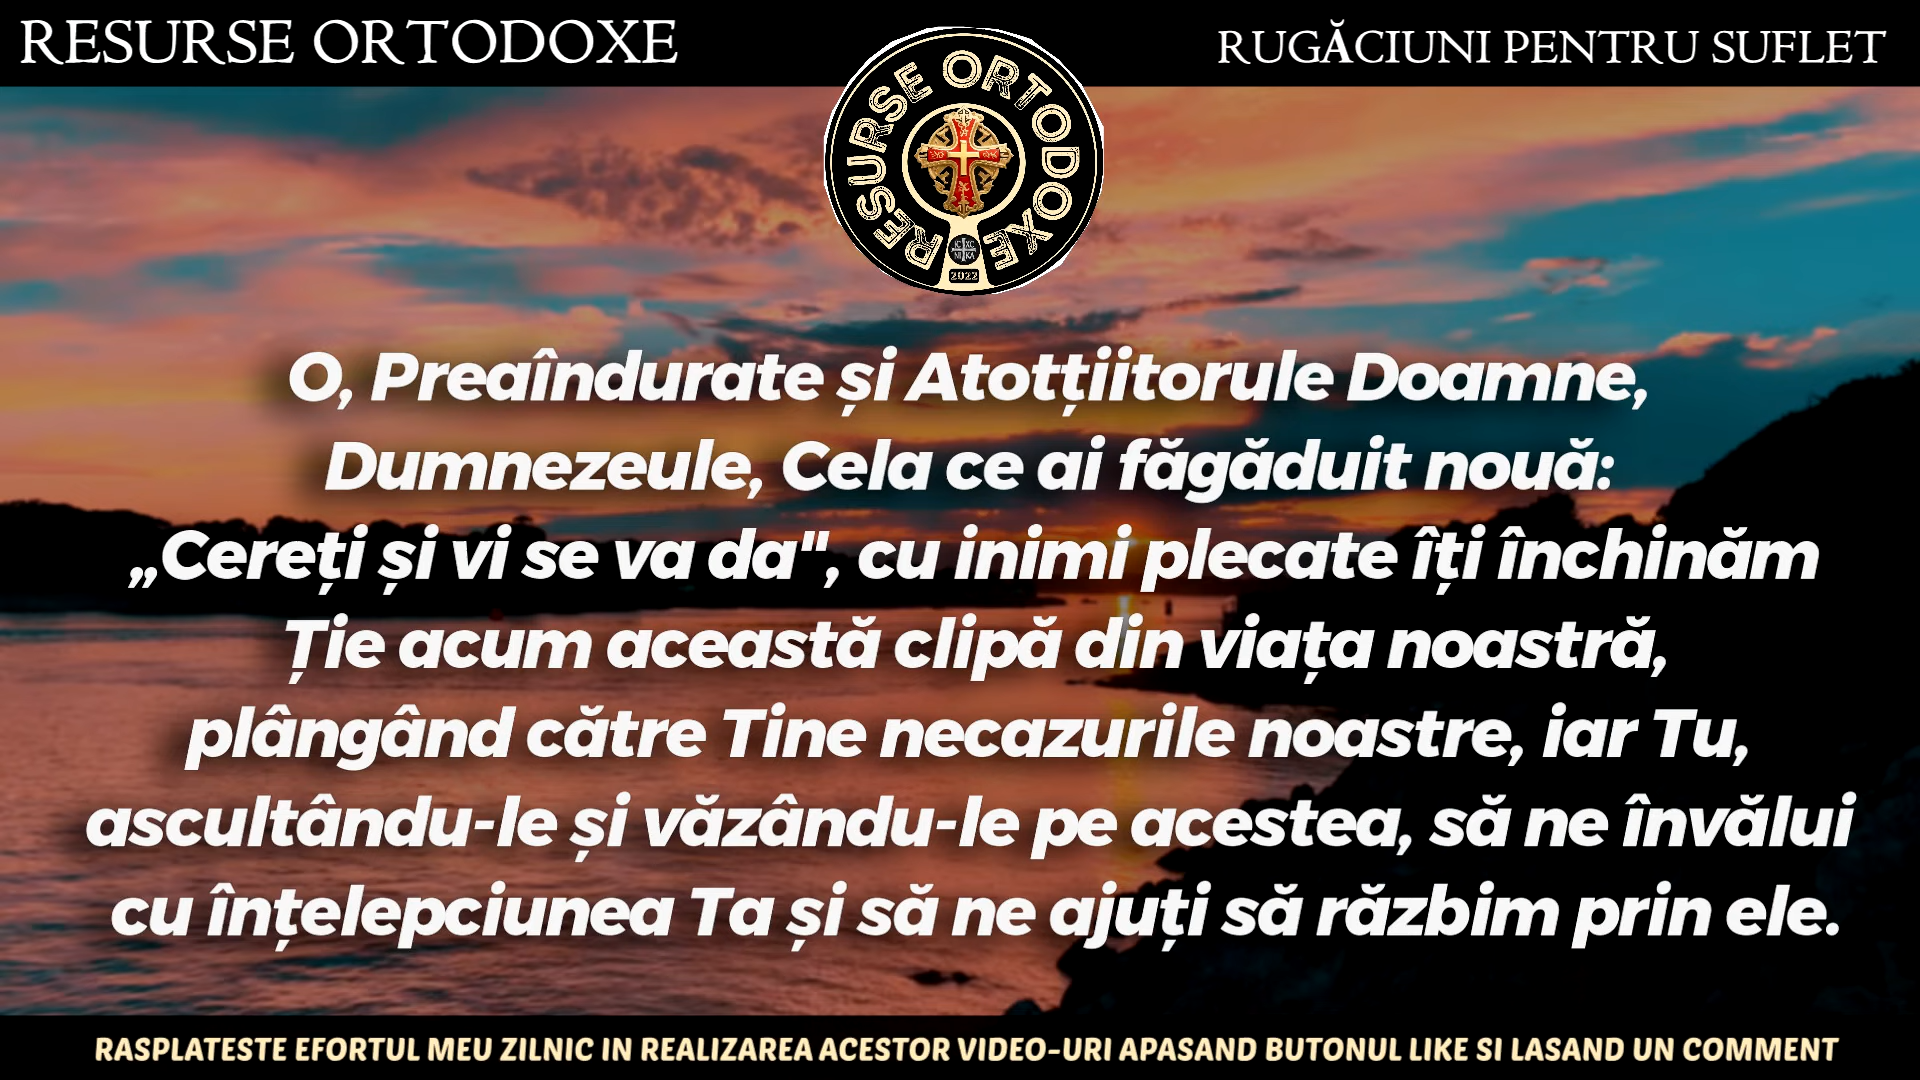 RESURSE ORTODOXE
RUGĂCIUNI PENTRU SUFLET
RESURSE ORTODOXE
IC XC
NI KA
2022
O, Preaîndurate și Atotțiitorule Doamne,
Dumnezeule, Cela ce ai făgăduit nouă:
„Cereți și vi se va da", cu inimi plecate îți închinăm
Ție acum această clipă din viața noastră,
plângând către Tine necazurile noastre, iar Tu,
ascultându-le și văzându-le pe acestea, să ne învălui
cu înțelepciunea Ta și să ne ajuți să răzbim prin ele.
RASPLATESTE EFORTUL MEU ZILNIC IN REALIZAREA ACESTOR VIDEO-URI APASAND BUTONUL LIKE SI LASAND UN COMMENT